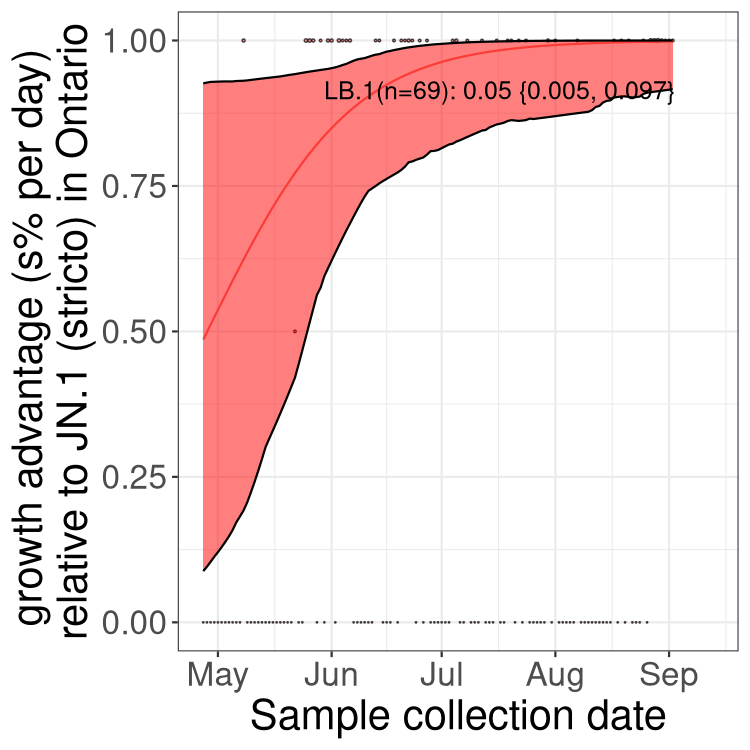 growth advantage (s% per day)
relative to JN.1 (stricto) in Ontario
1.00
0.75
0.50
0.25
0.00
LB.1(n=69): 0.05 {0.005, 0.097}
May Jun Jul Aug Sep
Sample collection date